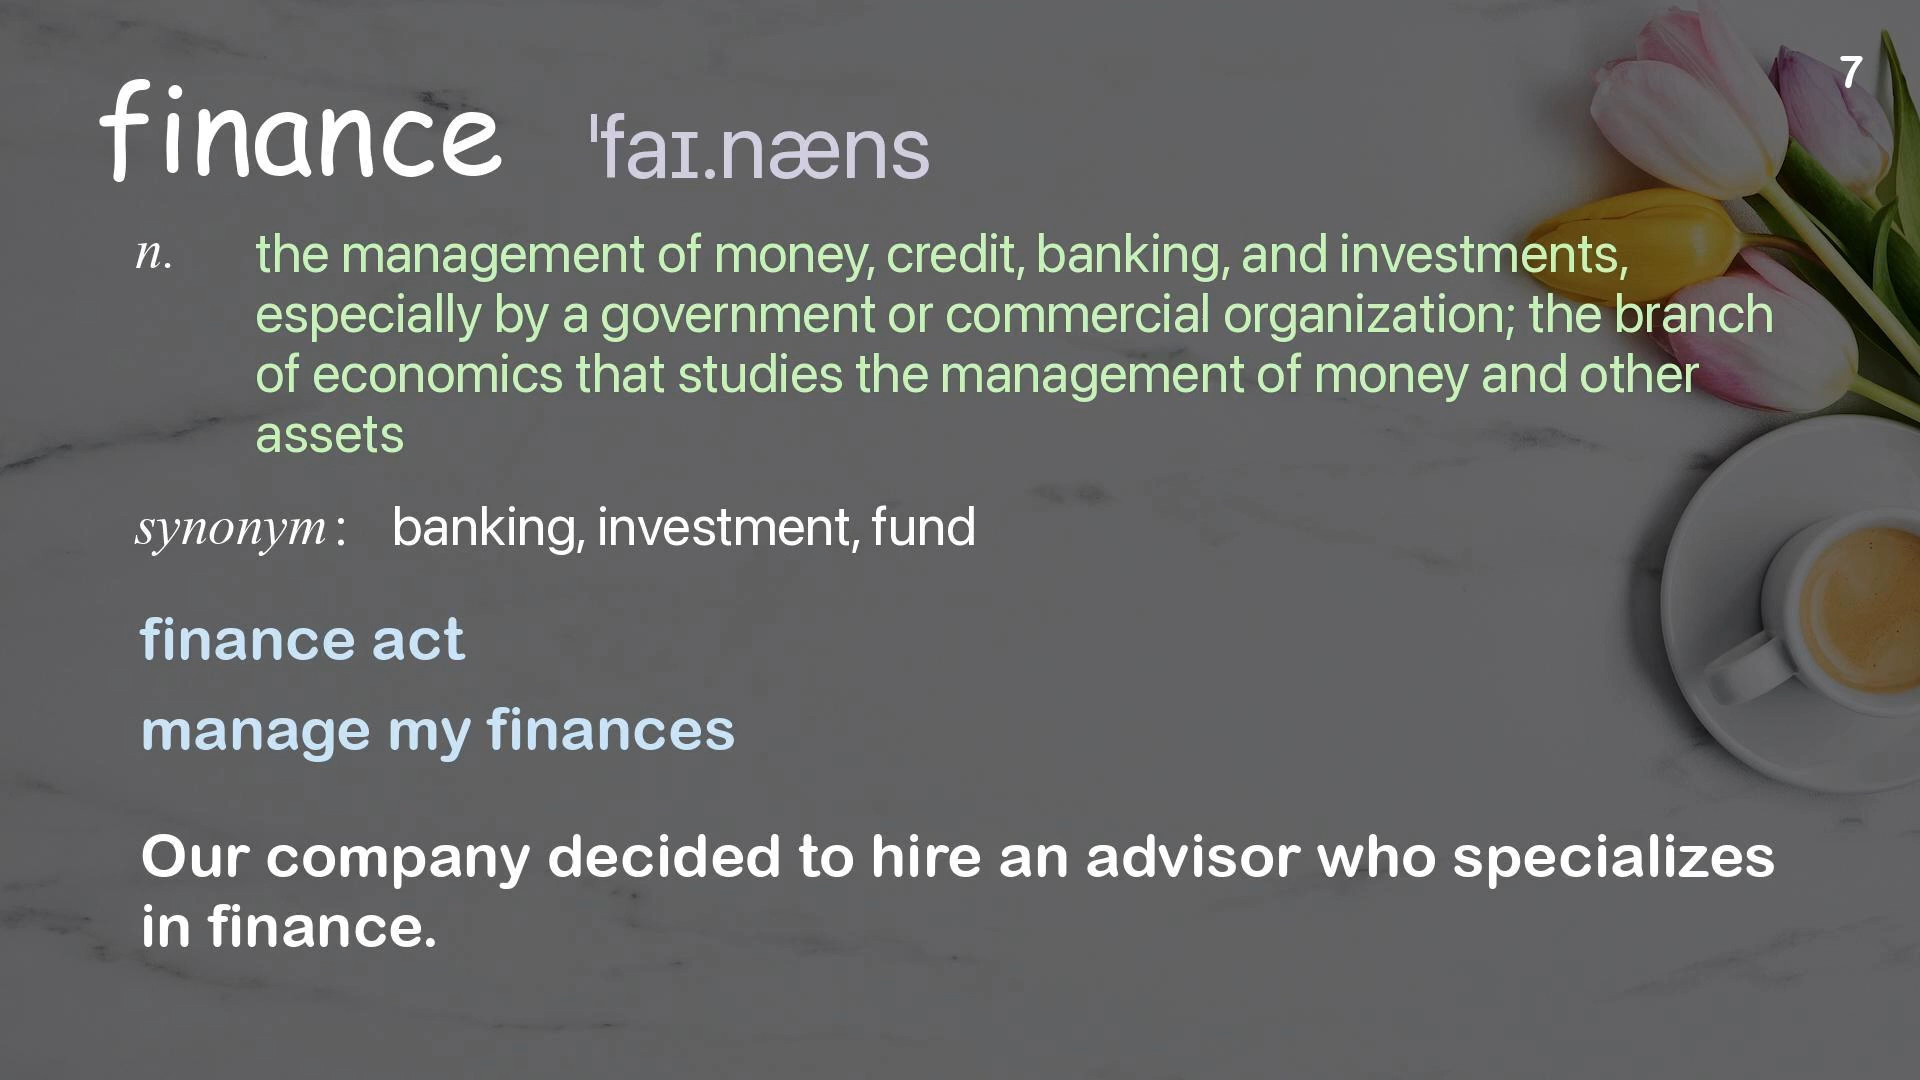 7
finance ˈfaɪ.næns
n. the management of money, credit, banking, and investments,
especially by a government or commercial organization; the branch
of economics that studies the management of money and other
assets
synonym: banking, investment, fund
finance act
manage my finances
Our company decided to hire an advisor who specializes
in finance.